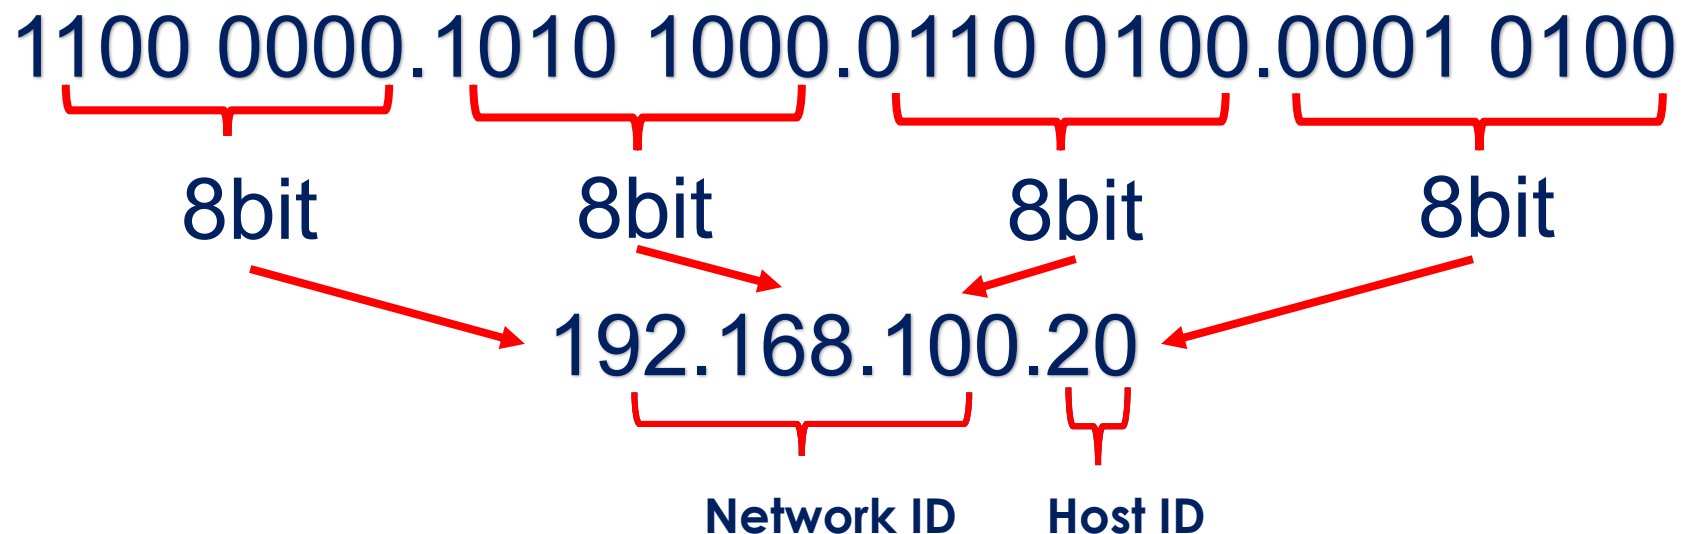 1100 0000.1010 1000.0110 0100.0001 0100
8bit 8bit 8bit 8bit
192.168.100.20
Network ID Host ID